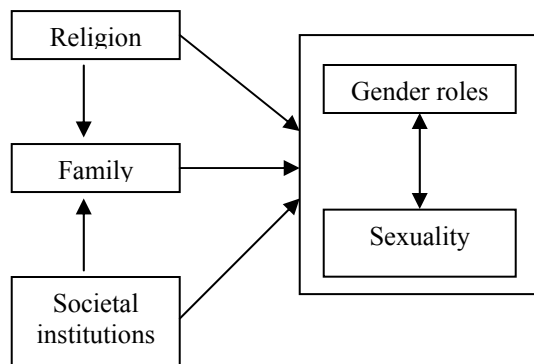 Religion
Gender roles
Family
Sexuality
Societal
institutions